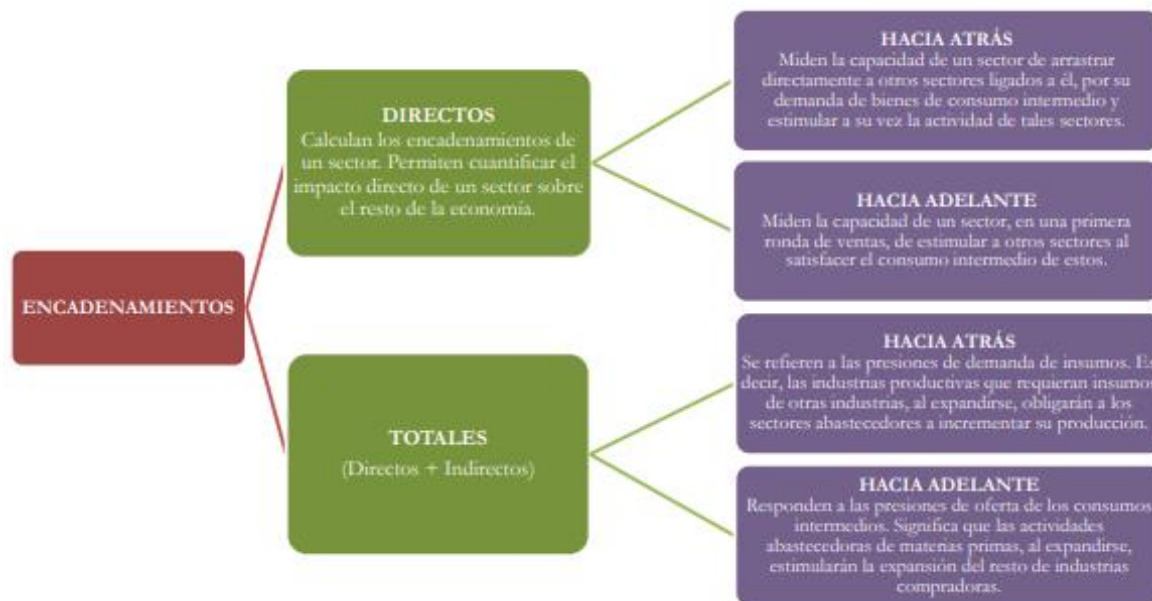 ENCADENAMIENTOS
DIRECTOS
Calculan los encadenamientos de
un sector. Permiten cuantificar el
impacto directo de un sector sobre
el resto de la economía.
HACIA ATRÁS
Miden la capacidad de un sector de arrastrar
directamente a otros sectores ligados a él, por su
demanda de bienes de consumo intermedio y
estimular a su vez la actividad de tales sectores.
HACIA ADELANTE
Miden la capacidad de un sector, en una primera
ronda de ventas, de estimular a otros sectores al
satisfacer el consumo intermedio de estos.
TOTALES
(Directos + Indirectos)
HACIA ATRÁS
Se refieren a las presiones de demanda de insumos. Es
decir, las industrias productivas que requieran insumos
de otras industrias, al expandirse, obligarán a los
sectores abastecedores a incrementar su producción.
HACIA ADELANTE
Responden a las presiones de oferta de los consumos
intermedios. Significa que las actividades
abastecedoras de materias primas, al expandirse,
estimularán la expansión del resto de industrias
compradoras.